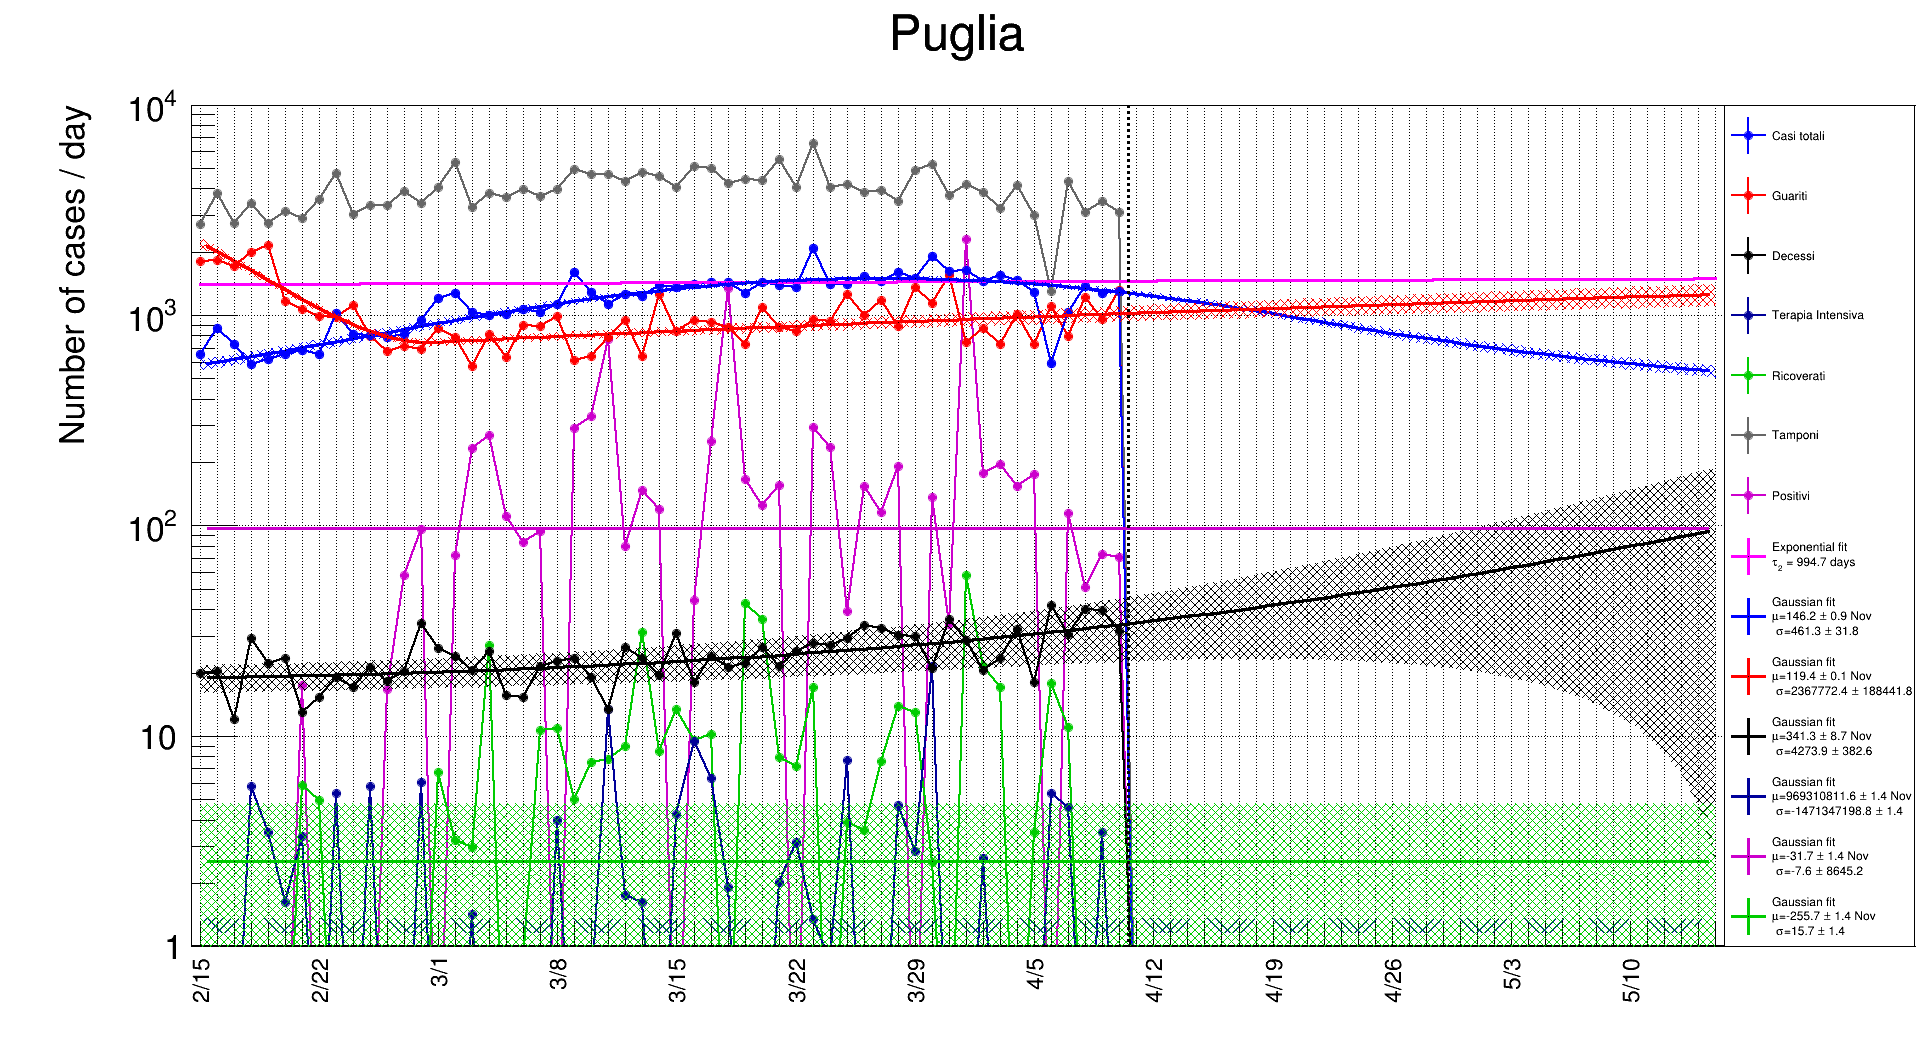 Puglia
Number of cases / day
10^4
10^3
10^2
10
1
2/15
2/22
3/1
3/8
3/15
3/22
3/29
4/5
4/12
4/19
4/26
5/3
5/10
Casi totali
Guariti
Decessi
Terapia Intensiva
Ricoverati
Tamponi
Positivi
Exponential fit
τ₂ = 994.7 days
Gaussian fit
μ=146.2 ± 0.9 Nov
σ=461.3 ± 31.8
Gaussian fit
μ=119.4 ± 0.1 Nov
σ=2367772.4 ± 188441.8
Gaussian fit
μ=341.3 ± 8.7 Nov
σ=4273.9 ± 382.6
Gaussian fit
μ=969310811.6 ± 1.4 Nov
σ=-1471347198.8 ± 1.4
Gaussian fit
μ=-31.7 ± 1.4 Nov
σ=-7.6 ± 8645.2
Gaussian fit
μ=-255.7 ± 1.4 Nov
σ=15.7 ± 1.4